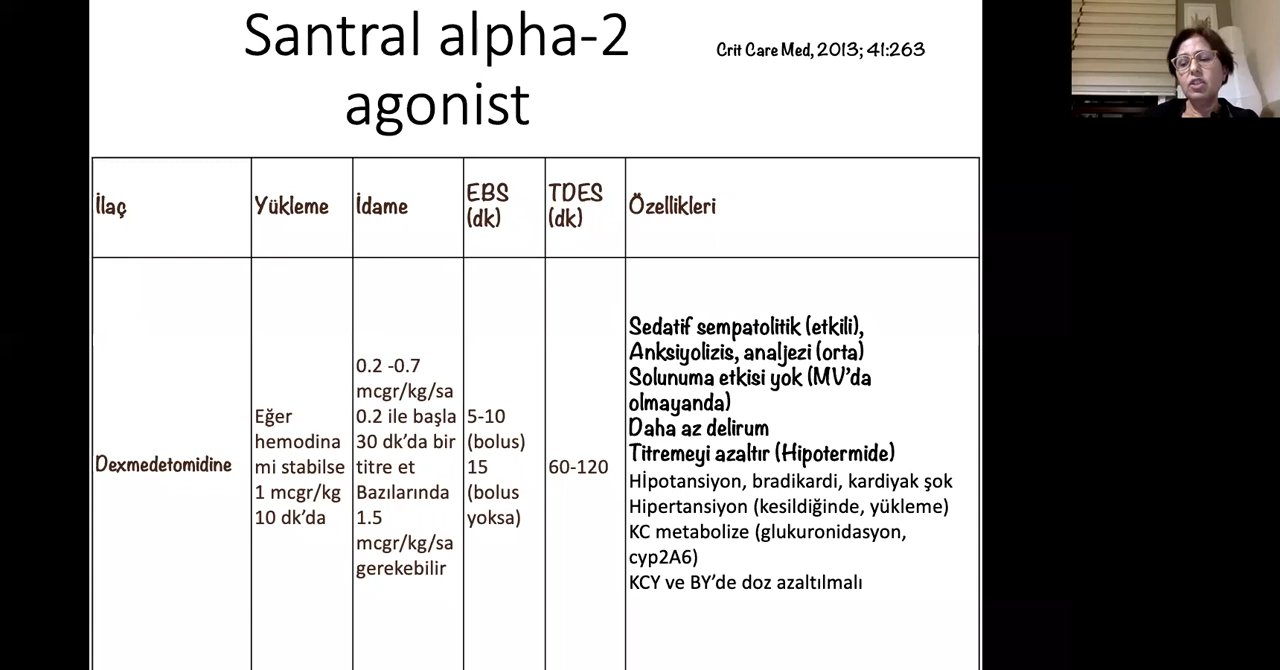 Santral alpha-2
agonist
Crit Care Med, 2013; 41:263
İlaç
Yükleme
İdame
EBS
(dk)
TDES
(dk)
Özellikleri
Dexmedetomidine
Eğer
hemodina
mi stabilse
1 mcgr/kg
10 dk’da
0.2 -0.7
mcgr/kg/sa
0.2 ile başla
30 dk’da bir
titre et
Bazılarında
1.5
mcgr/kg/sa
gerekebilir
5-10
(bolus)
15
(bolus
yoksa)
60-120
Sedatif sempatolitik (etkili),
Anksiyolizis, analjezi (orta)
Solunuma etkisi yok (MV’da
olmayanda)
Daha az delirum
Titremeyi azaltır (Hipotermide)
Hİpotansiyon, bradikardi, kardiyak şok
Hipertansiyon (kesildiğinde, yükleme)
KC metabolize (glukuronidasyon,
cyp2A6)
KCY ve BY’de doz azaltılmalı